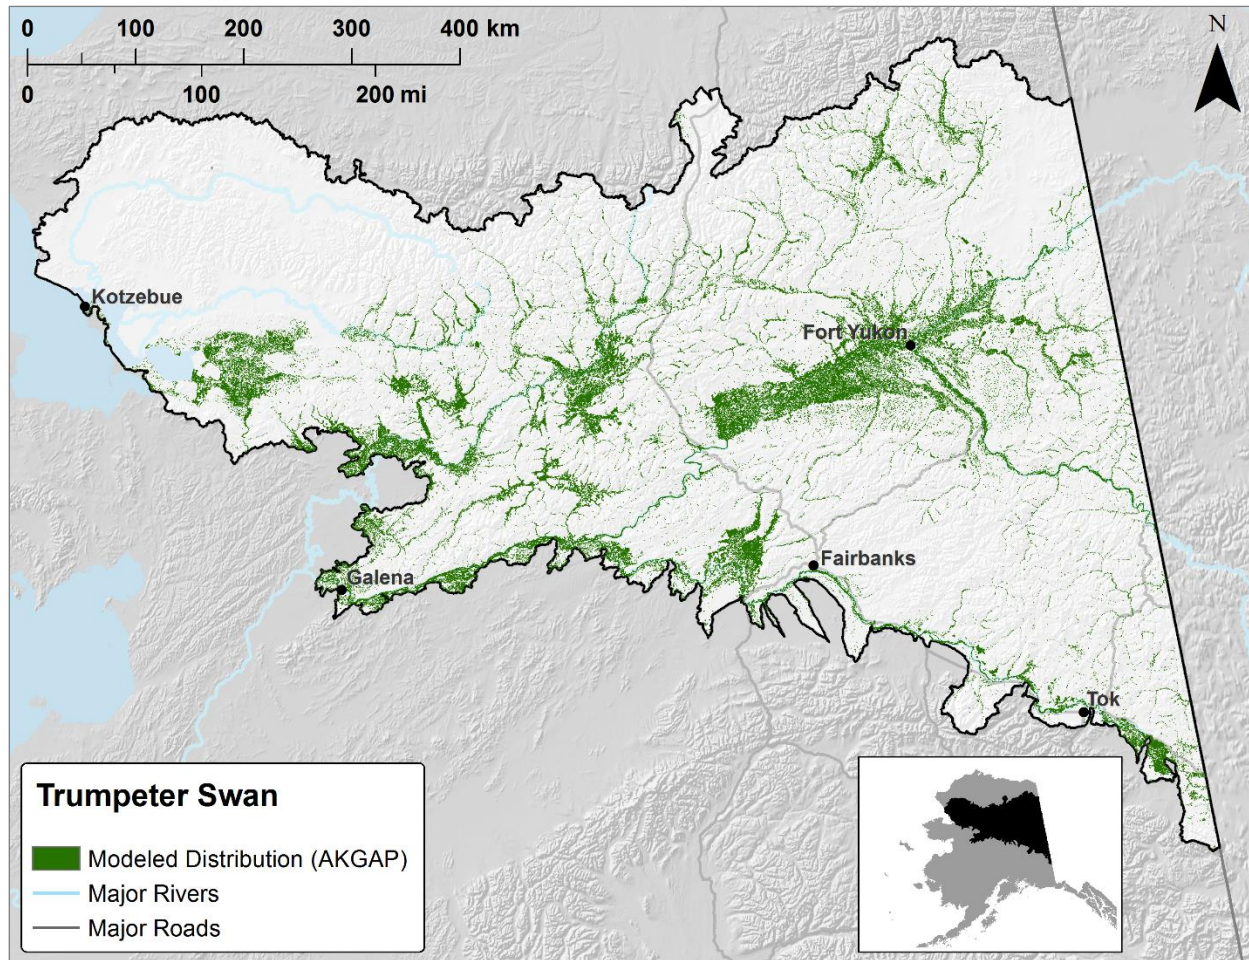 0 100 200 300 400 km
0 100 200 mi
N
Kotzebue
Fort Yukon
Fairbanks
Galena
Tok
Trumpeter Swan
Modeled Distribution (AKGAP)
Major Rivers
Major Roads